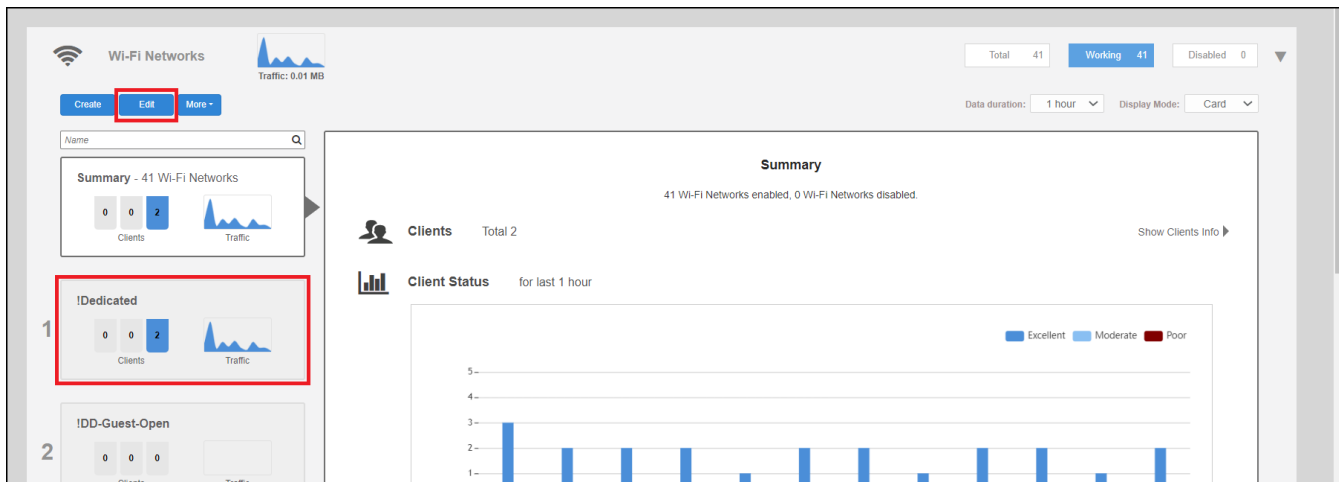 Wi-Fi Networks
Traffic: 0.01 MB
Total 41
Working 41
Disabled 0
Create
Edit
More
Data duration: 1 hour
Display Mode: Card
Name
Summary - 41 Wi-Fi Networks
0 0 2
Clients
Traffic
1
!Dedicated
0 0 2
Clients
Traffic
2
!DD-Guest-Open
0 0 0
Clients
Traffic
Summary
41 Wi-Fi Networks enabled, 0 Wi-Fi Networks disabled.
Clients Total 2
Show Clients Info
Client Status for last 1 hour
Excellent Moderate Poor
5
4
3
2
1